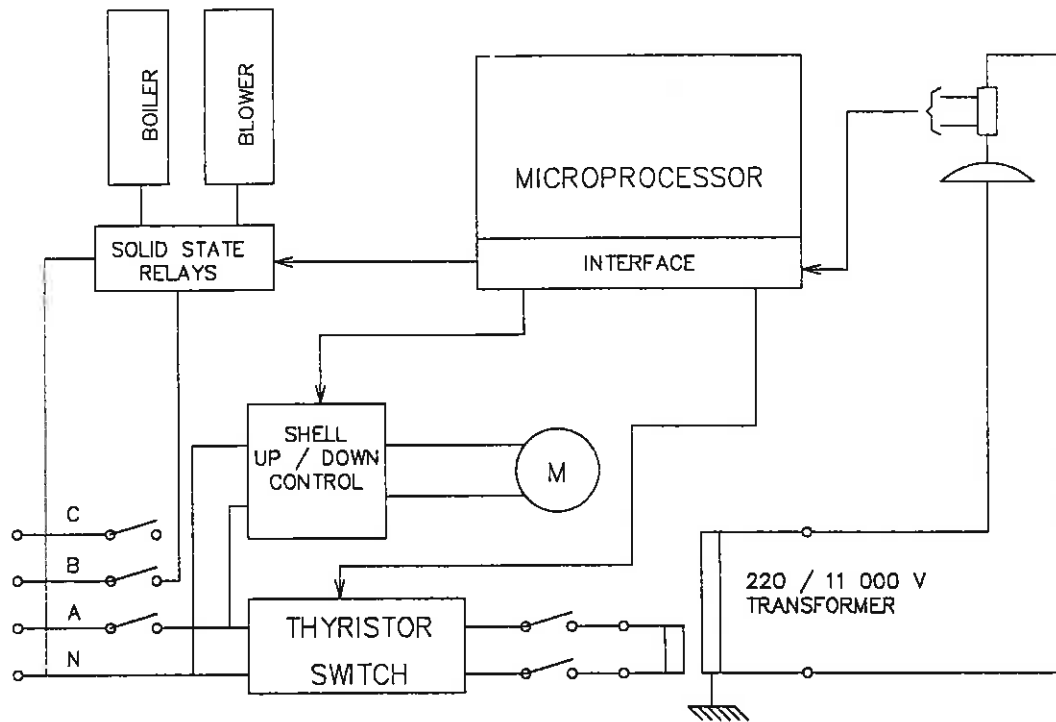 BOILER
BLOWER
MICROPROCESSOR
SOLID STATE
RELAYS
INTERFACE
SHELL
UP / DOWN
CONTROL
M
C
B
A
N
THYRISTOR
SWITCH
220 / 11 000 V
TRANSFORMER